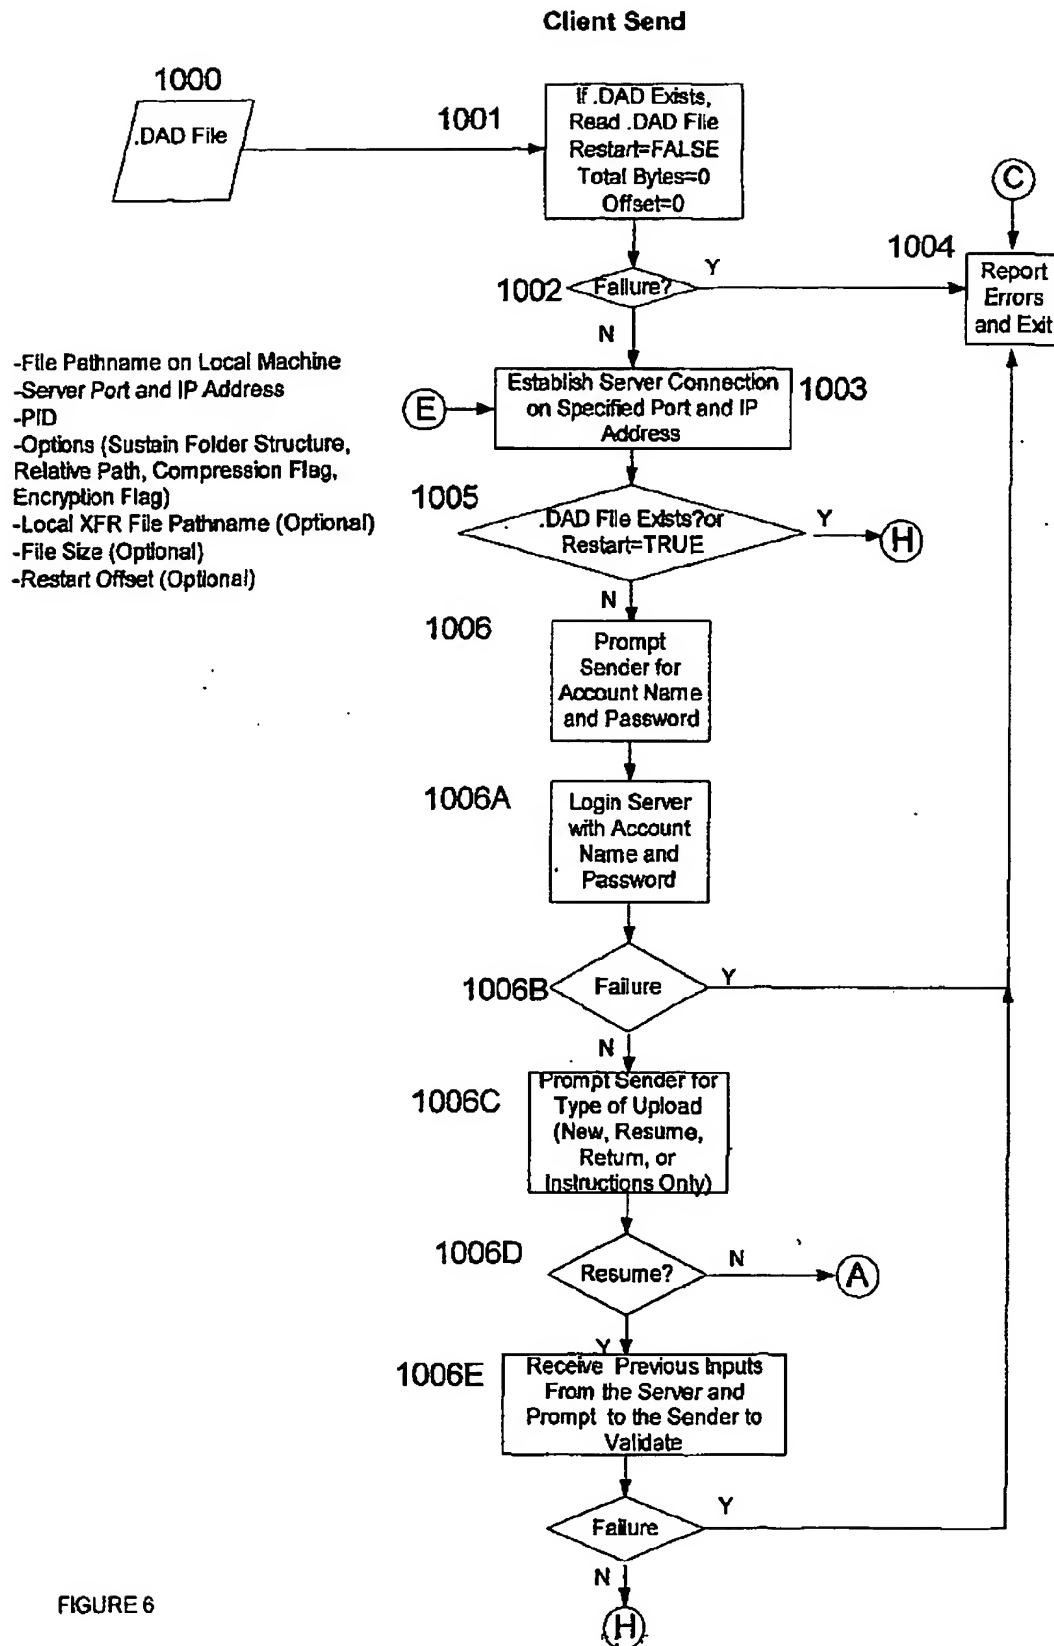 Client Send
1000
.DAD File
1001
If .DAD Exists,
Read .DAD File
Restart=FALSE
Total Bytes=0
Offset=0
C
1004
Report
Errors
and Exit
1002
Failure?
Y
N
-File Pathname on Local Machine
-Server Port and IP Address
-PID
-Options (Sustain Folder Structure,
Relative Path, Compression Flag,
Encryption Flag)
-Local XFR File Pathname (Optional)
-File Size (Optional)
-Restart Offset (Optional)
E
Establish Server Connection
on Specified Port and IP
Address
1003
1005
.DAD File Exists?or
Restart=TRUE
Y
H
N
1006
Prompt
Sender for
Account Name
and Password
1006A
Login Server
with Account
Name and
Password
1006B
Failure
Y
N
1006C
Prompt Sender for
Type of Upload
(New, Resume,
Return, or
Instructions Only)
1006D
Resume?
N
A
Y
1006E
Receive Previous Inputs
From the Server and
Prompt to the Sender to
Validate
Failure
Y
N
H
FIGURE 6